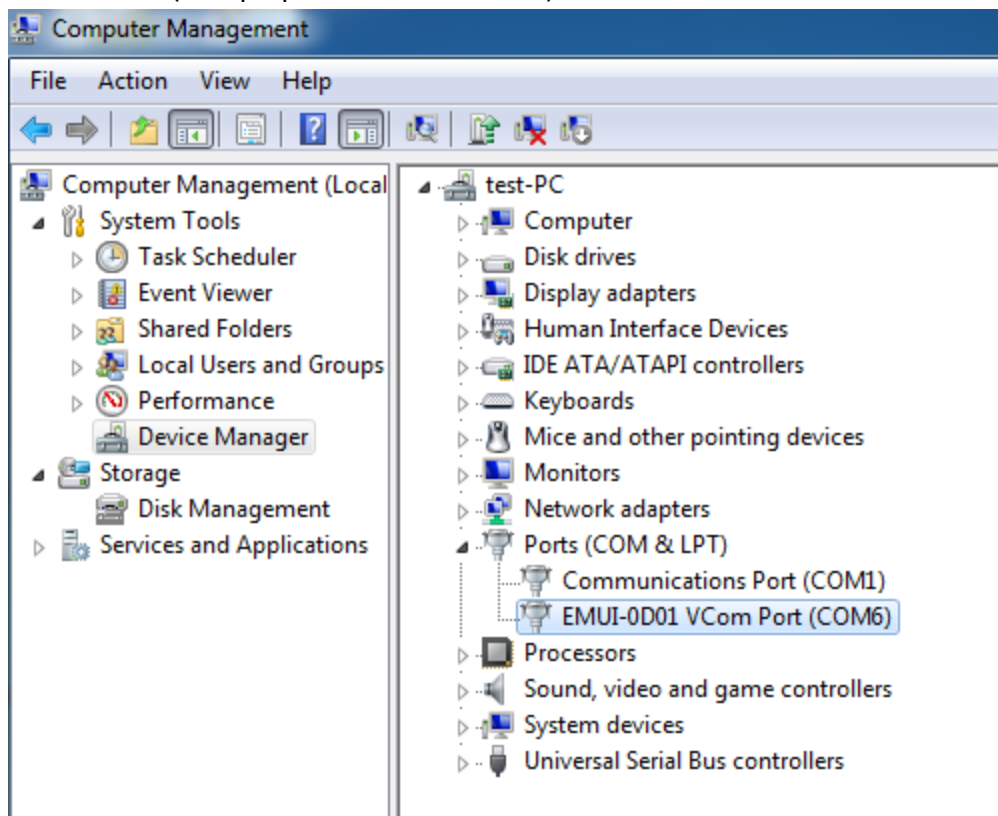 Computer Management
File Action View Help
Computer Management (Local
System Tools
Task Scheduler
Event Viewer
Shared Folders
Local Users and Groups
Performance
Device Manager
Storage
Disk Management
Services and Applications
test-PC
Computer
Disk drives
Display adapters
Human Interface Devices
IDE ATA/ATAPI controllers
Keyboards
Mice and other pointing devices
Monitors
Network adapters
Ports (COM & LPT)
Communications Port (COM1)
EMUI-0D01 VCom Port (COM6)
Processors
Sound, video and game controllers
System devices
Universal Serial Bus controllers